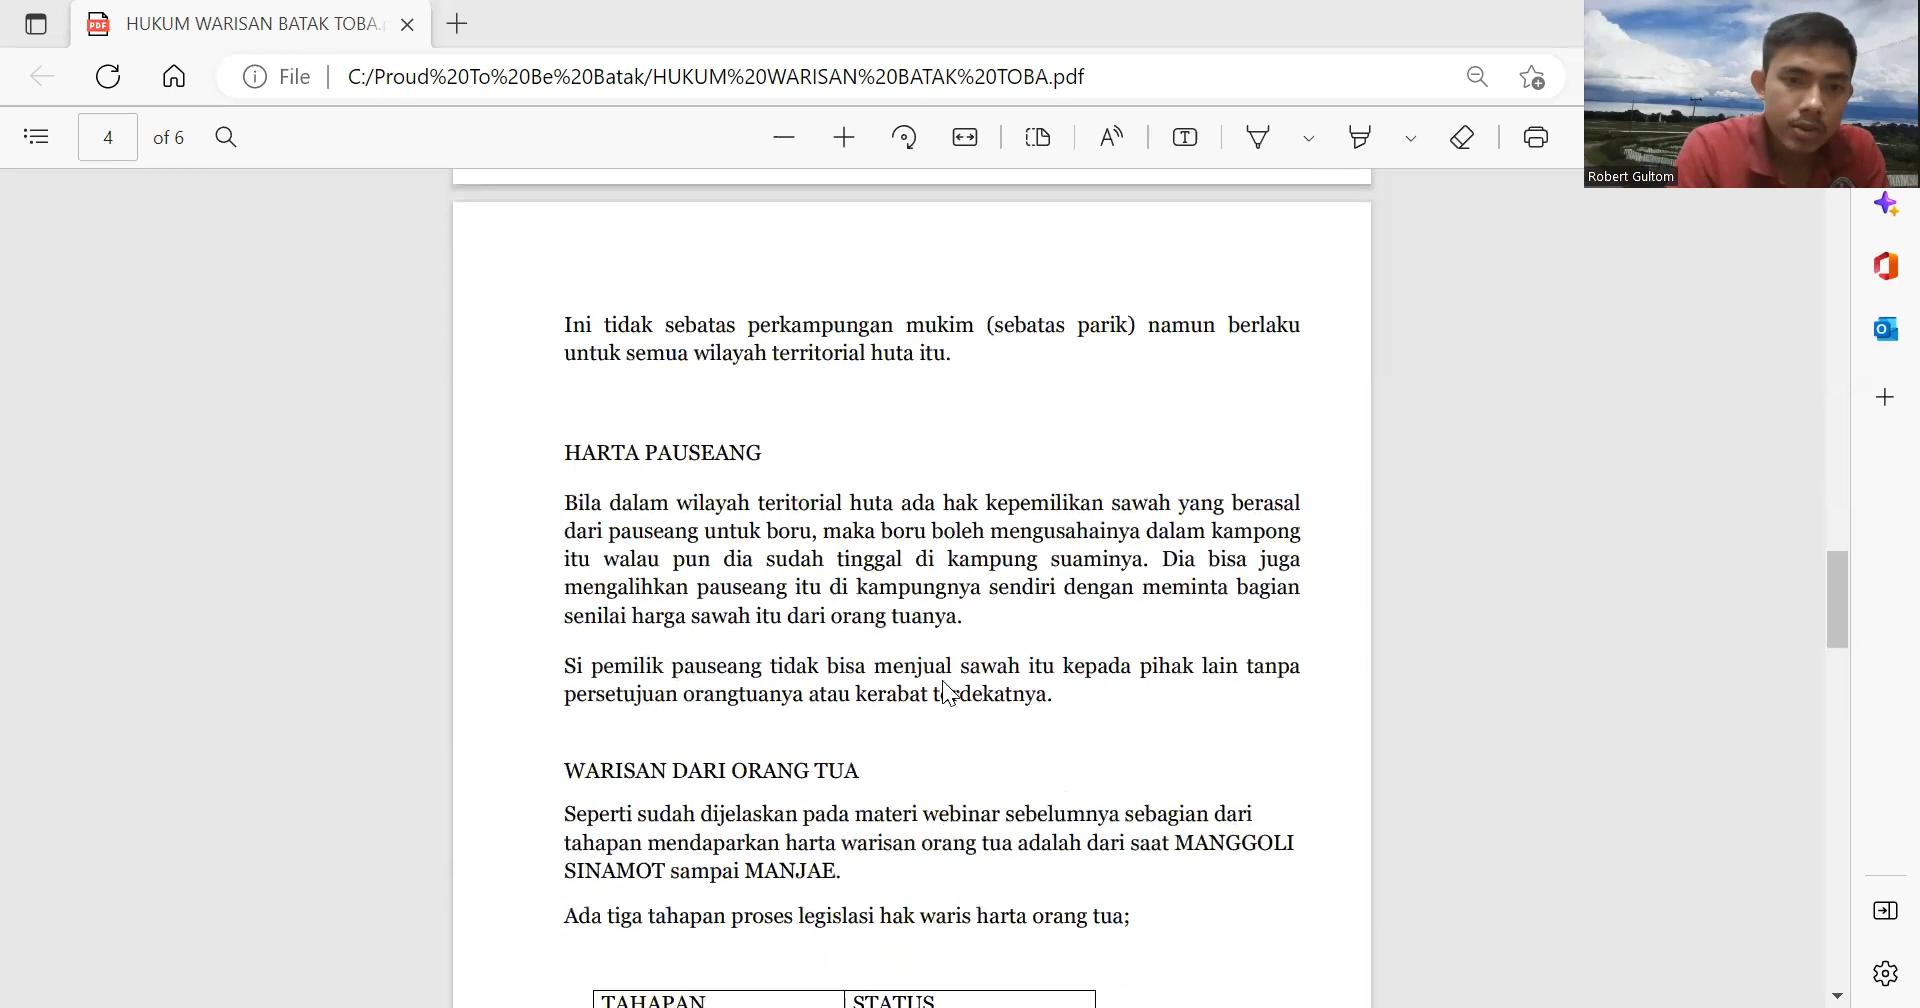 HUKUM WARISAN BATAK TOBA.
File
C:/Proud%20To%20Be%20Batak/HUKUM%20WARISAN%20BATAK%20TOBA.pdf
4 of 6
Robert Gultom
Ini tidak sebatas perkampungan mukim (sebatas parik) namun berlaku
untuk semua wilayah territorial huta itu.
HARTA PAUSEANG
Bila dalam wilayah teritorial huta ada hak kepemilikan sawah yang berasal
dari pauseang untuk boru, maka boru boleh mengusahainya dalam kampong
itu walau pun dia sudah tinggal di kampung suaminya. Dia bisa juga
mengalihkan pauseang itu di kampungnya sendiri dengan meminta bagian
senilai harga sawah itu dari orang tuanya.
Si pemilik pauseang tidak bisa menjual sawah itu kepada pihak lain tanpa
persetujuan orangtuanya atau kerabat terdekatnya.
WARISAN DARI ORANG TUA
Seperti sudah dijelaskan pada materi webinar sebelumnya sebagian dari
tahapan mendaparkan harta warisan orang tua adalah dari saat MANGGOLI
SINAMOT sampai MANJAE.
Ada tiga tahapan proses legislasi hak waris harta orang tua;
TAHAPAN STATUS